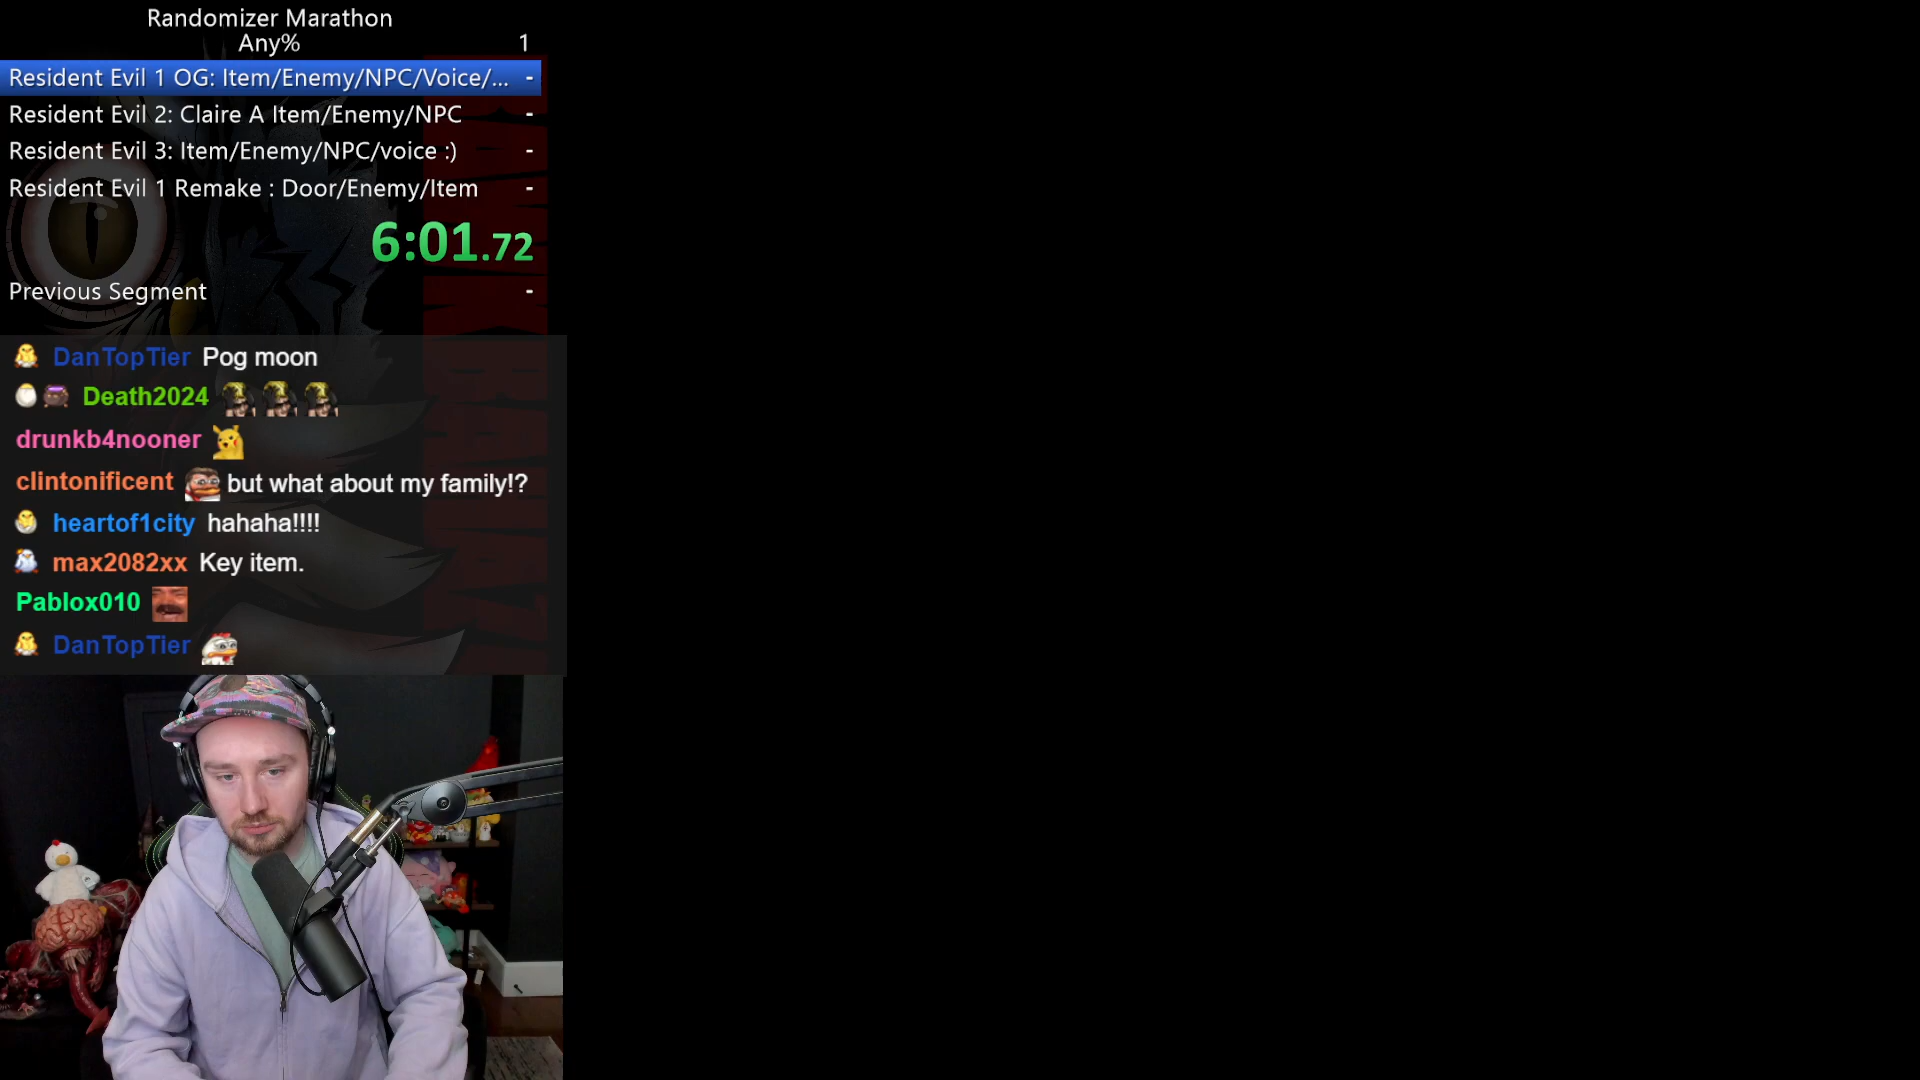 Randomizer Marathon
Any% 1
Resident Evil 1 OG: Item/Enemy/NPC/Voice/... -
Resident Evil 2: Claire A Item/Enemy/NPC -
Resident Evil 3: Item/Enemy/NPC/voice :) -
Resident Evil 1 Remake : Door/Enemy/Item -
6:01.72
Previous Segment -
DanTopTier Pog moon
Death2024
drunkb4nooner
clintonificent but what about my family!?
heartof1city hahaha!!!!
max2082xx Key item.
Pablox010
DanTopTier